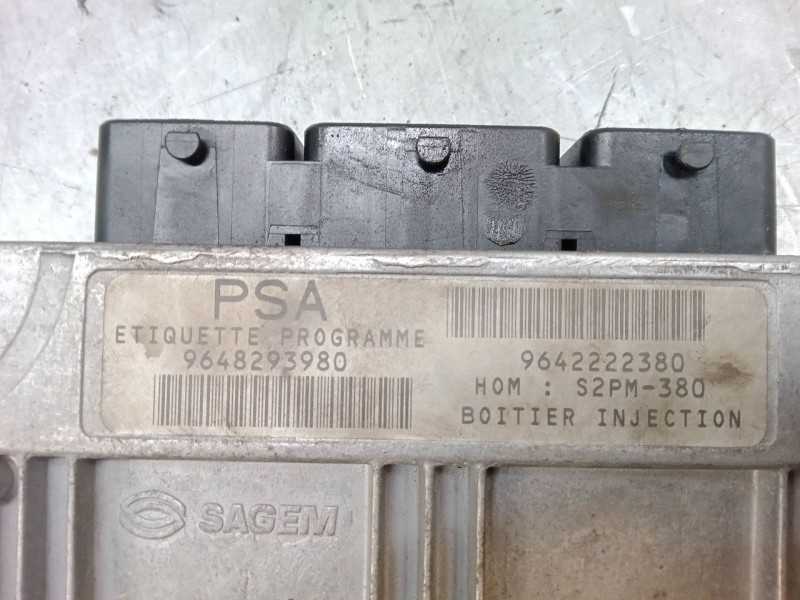 PSA
ETIQUETTE PROGRAMME
9648293980
9642222380
HOM : S2PM-380
BOITIER INJECTION
SAGEM